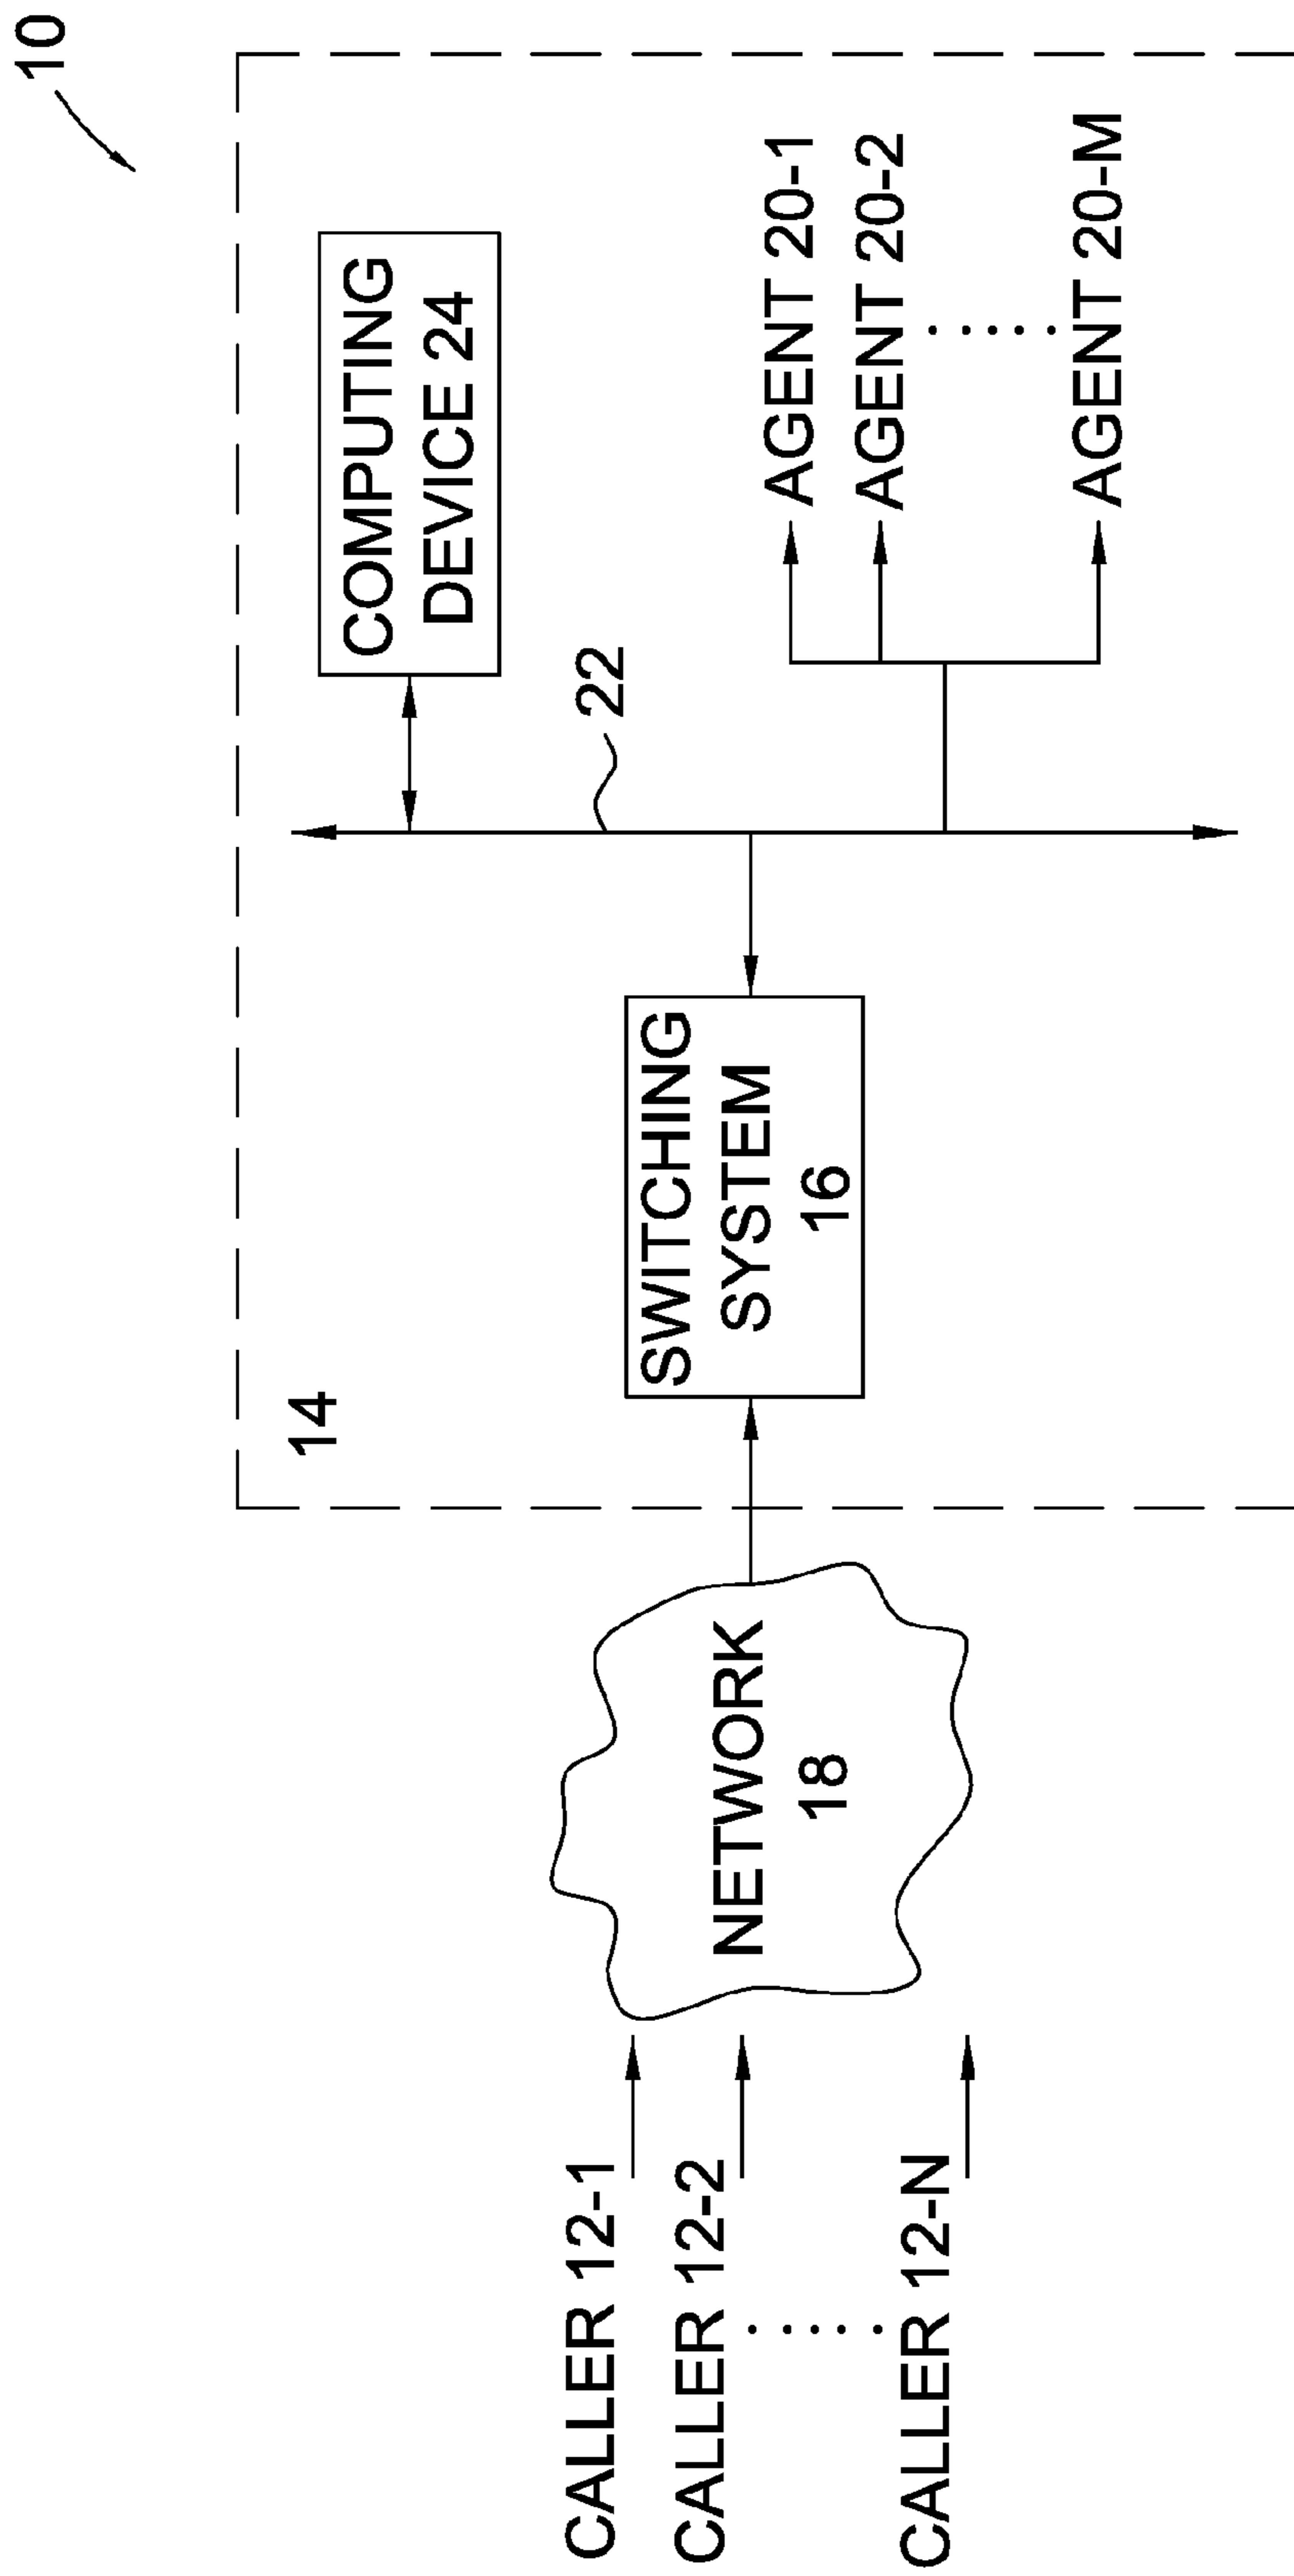 10
14
COMPUTING
DEVICE 24
22
CALLER 12-1
CALLER 12-2
CALLER 12-N
NETWORK
18
SWITCHING
SYSTEM
16
AGENT 20-1
AGENT 20-2
AGENT 20-M